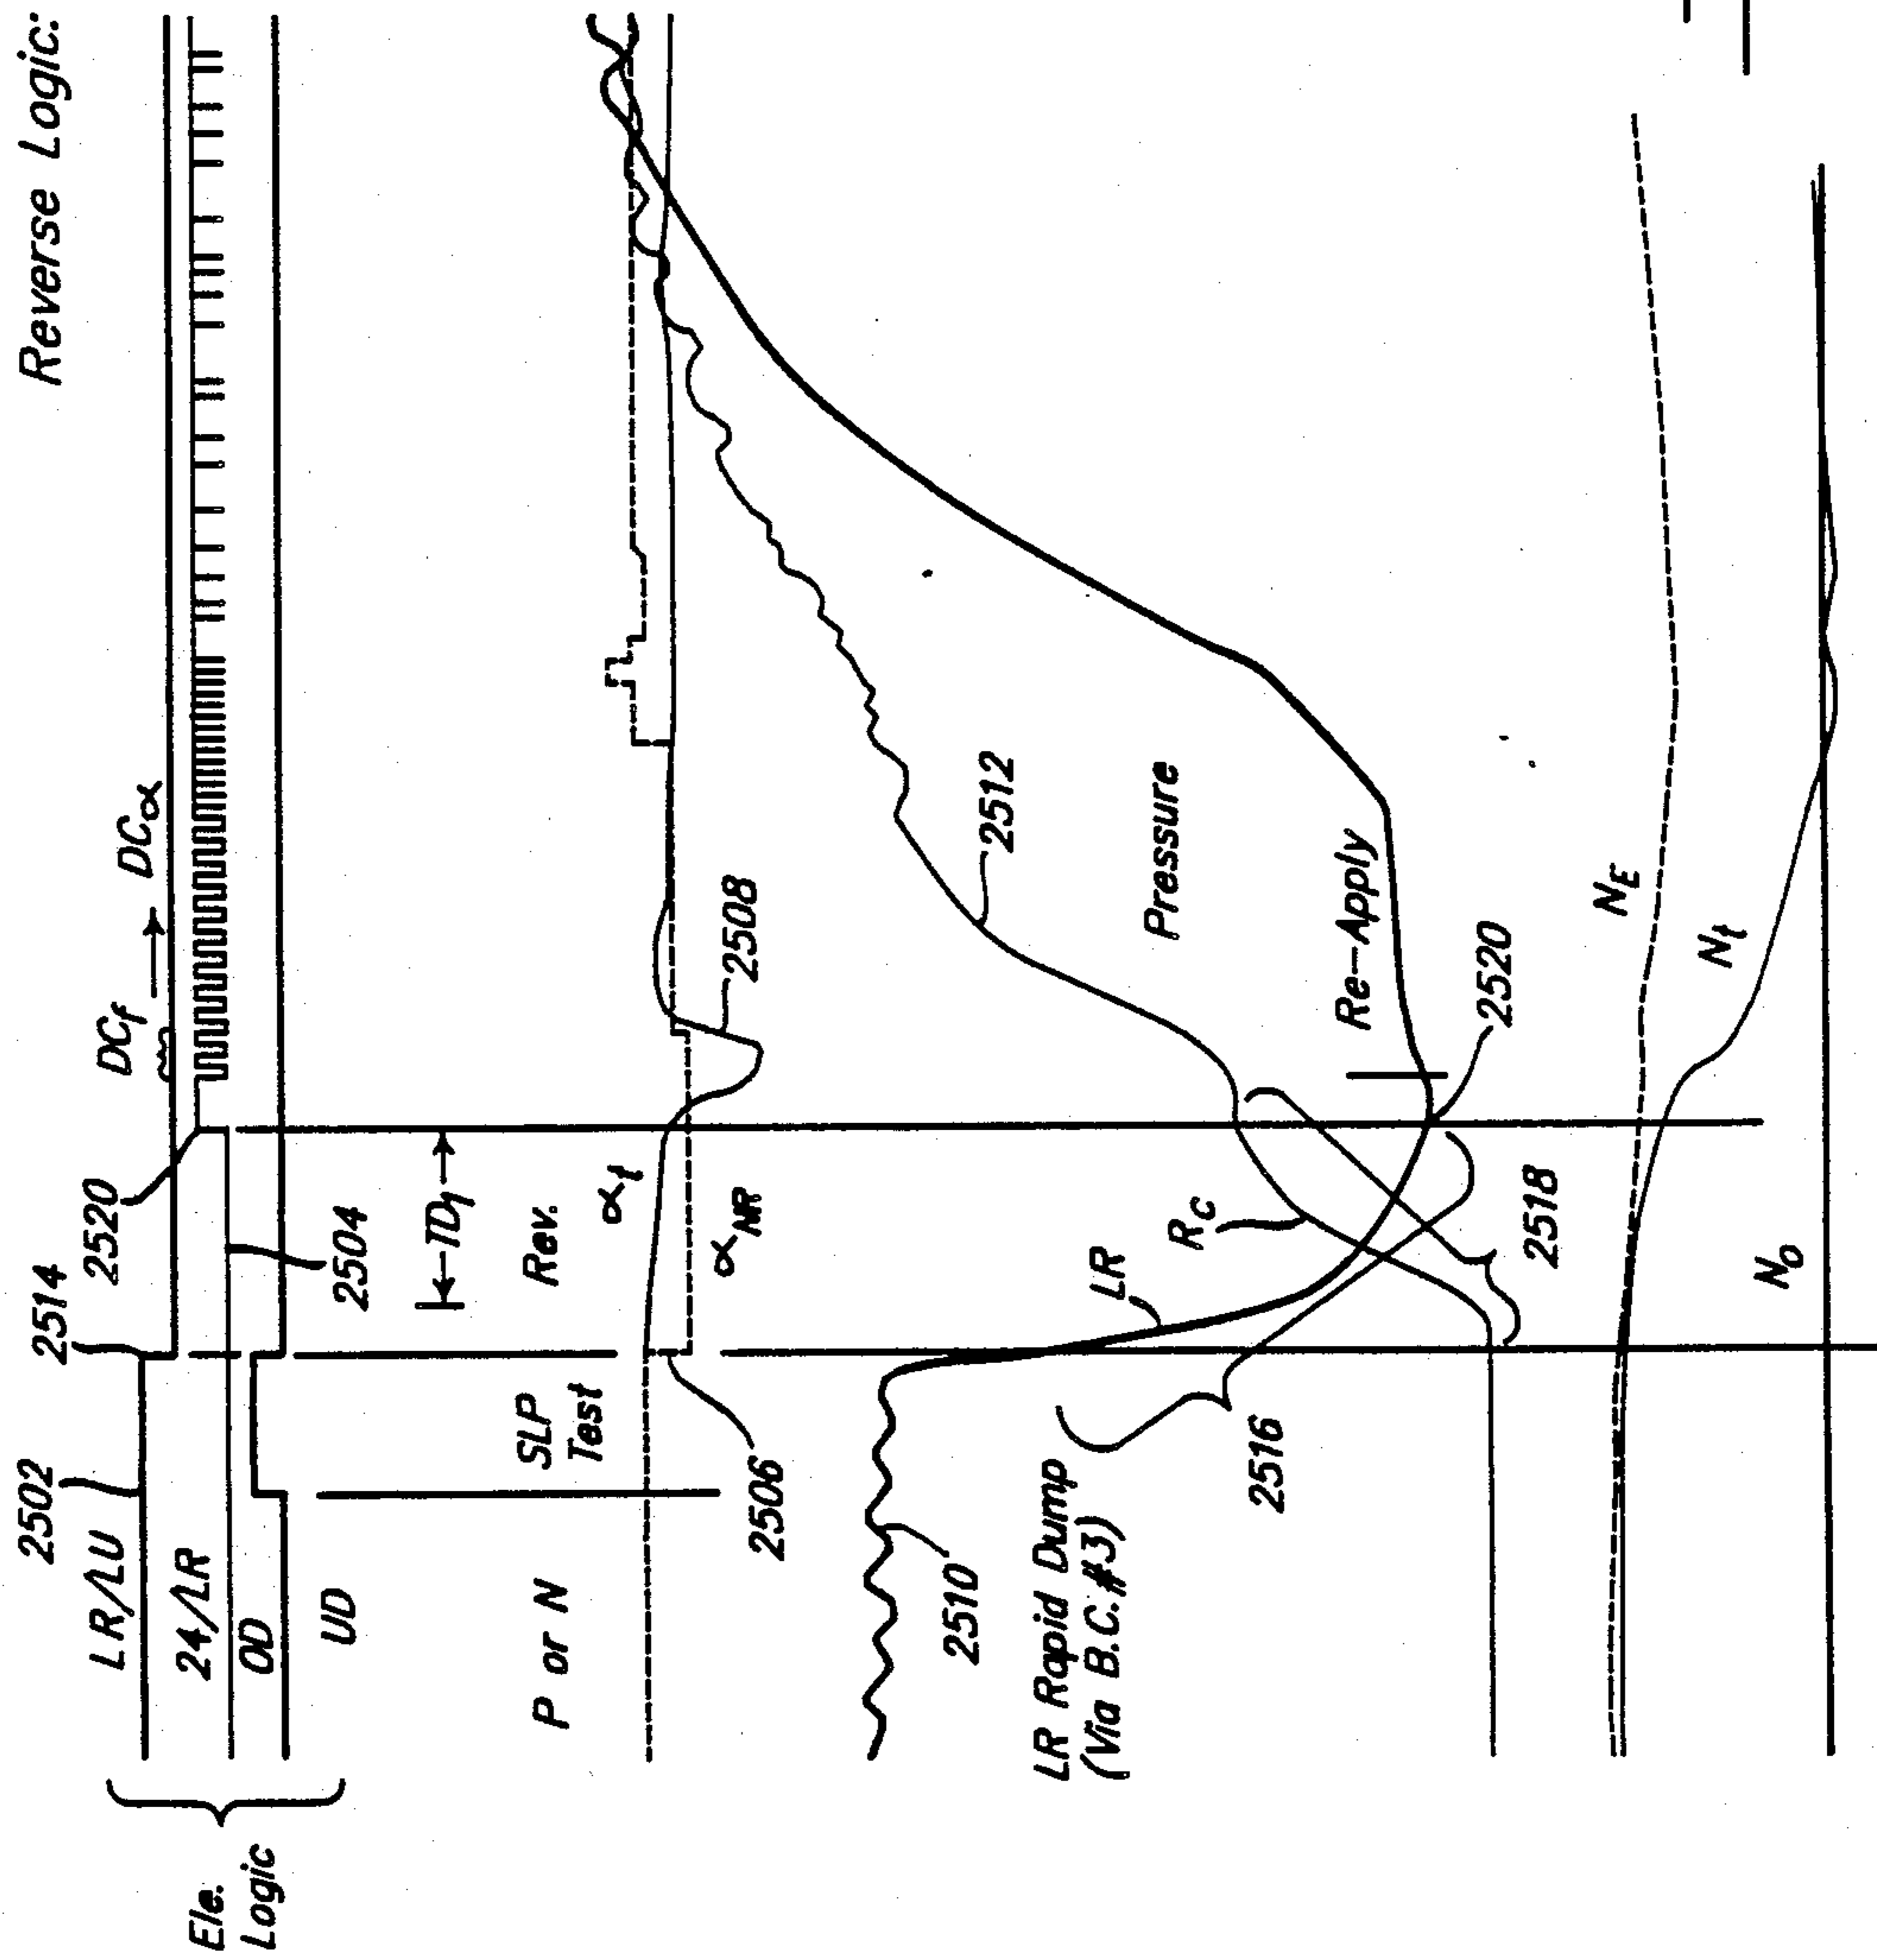 Reverse Logic:
Ele.
Logic
2502
2514
2520
DCf
DCα
LR/LU
24/LR
OD
UD
2504
TD1
P or N
SLP
Test
Rev.
αt
αNR
2506
2508
2510
LR
RC
2512
Pressure
LR Rapid Dump
(Via B.C.#3)
2516
2518
Re-Apply
2520
NE
Nt
NO